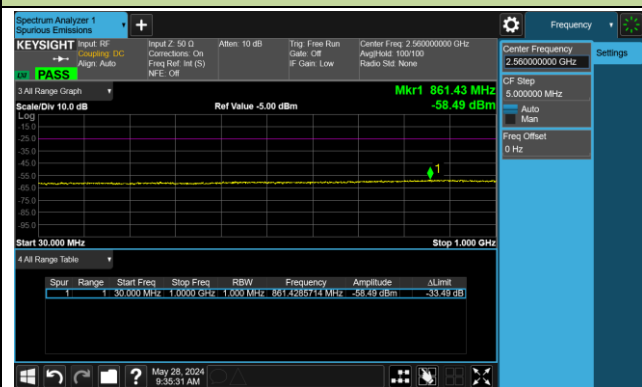 Spectrum Analyzer 1
Spurious Emissions
Frequency
KEYSIGHT
Input: RF
Coupling: DC
Align: Auto
Input Z: 50 Ω
Corrections: On
Freq Ref: Int (S)
NFE: Off
Atten: 10 dB
Trig: Free Run
Gate: Off
IF Gain: Low
Center Freq: 2.560000000 GHz
Avg|Hold: 100/100
Radio Std: None
PASS
Center Frequency
2.560000000 GHz
Settings
CF Step
5.000000 MHz
Auto
Man
Freq Offset
0 Hz
3 All Range Graph
Mkr1 861.43 MHz
Scale/Div 10.0 dB
Ref Value -5.00 dBm
-58.49 dBm
Log
-15.0
-25.0
-35.0
-45.0
-55.0
-65.0
-75.0
-85.0
-95.0
1
Start 30.000 MHz
Stop 1.000 GHz
4 All Range Table
Spur Range Start Freq Stop Freq RBW Frequency Amplitude ΔLimit
1 1 30.000 MHz 1.0000 GHz 1.000 MHz 861.4285714 MHz -58.49 dBm -33.49 dB
?
May 28, 2024
9:35:31 AM